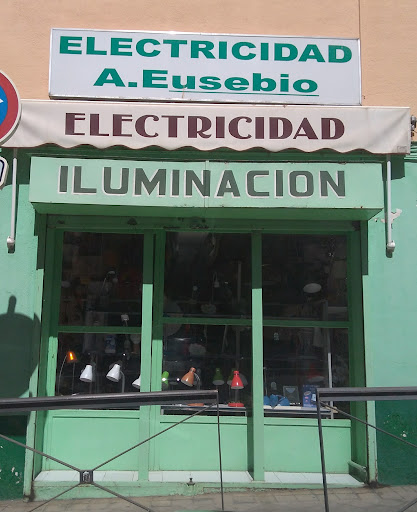 ELECTRICIDAD
A.Eusebio
ELECTRICIDAD
ILUMINACION